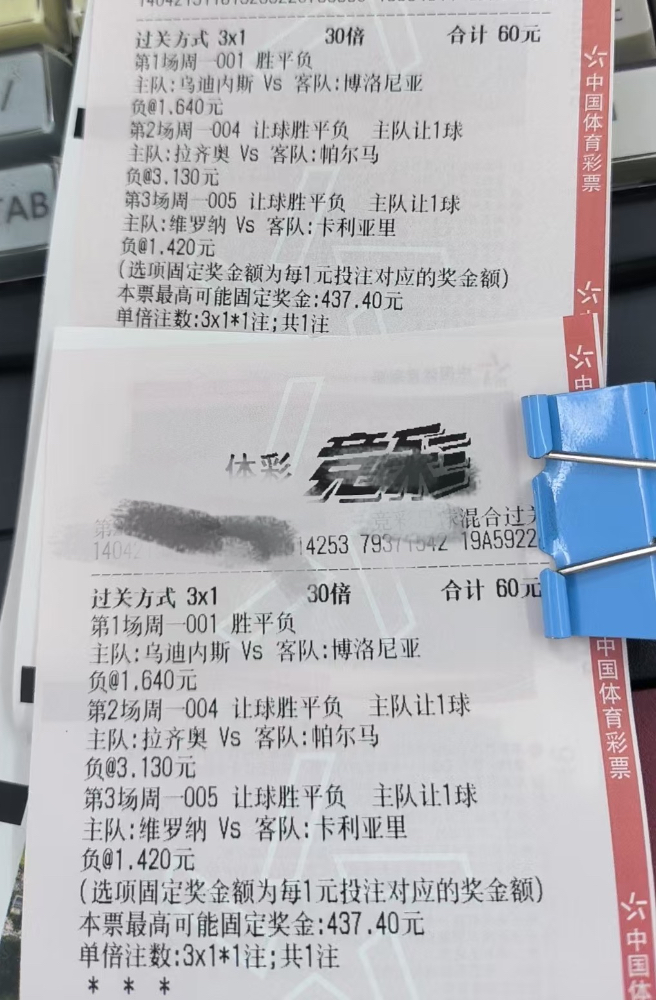 过关方式 3x1 30倍 合计 60元
第1场周一001 胜平负
主队:乌迪内斯 Vs 客队:博洛尼亚
负@1.640元
第2场周一004 让球胜平负 主队让1球
主队:拉齐奥 Vs 客队:帕尔马
负@3.130元
第3场周一005 让球胜平负 主队让1球
主队:维罗纳 Vs 客队:卡利亚里
负@1.420元
(选项固定奖金额为每1元投注对应的奖金额)
本票最高可能固定奖金:437.40元
单倍注数:3x1*1注;共1注
中国体育彩票
中
体彩 竞彩
混合过关
14042 14253 19A5922
过关方式 3x1 30倍 合计 60元
第1场周一001 胜平负
主队:乌迪内斯 Vs 客队:博洛尼亚
负@1.640元
第2场周一004 让球胜平负 主队让1球
主队:拉齐奥 Vs 客队:帕尔马
负@3.130元
第3场周一005 让球胜平负 主队让1球
主队:维罗纳 Vs 客队:卡利亚里
负@1.420元
(选项固定奖金额为每1元投注对应的奖金额)
本票最高可能固定奖金:437.40元
单倍注数:3x1*1注;共1注
* * *
中国体育彩票
中国体
TAB